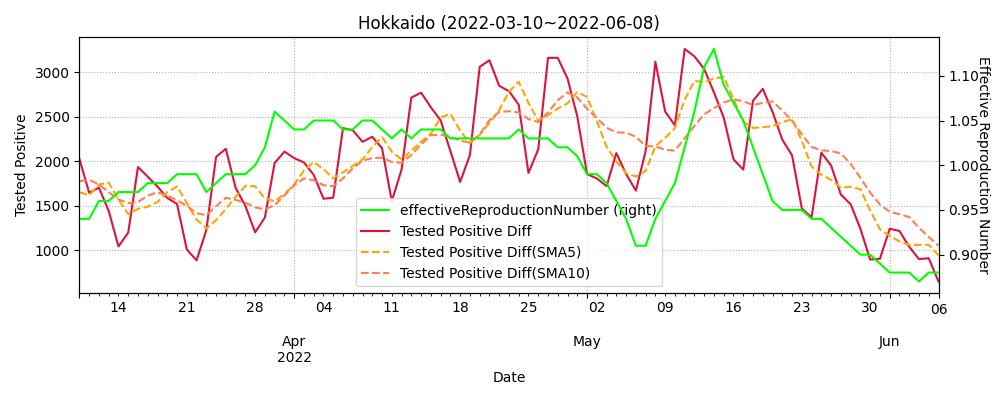 Hokkaido (2022-03-10~2022-06-08)
Tested Positive
3000
2500
2000
1500
1000
1.10
1.05
1.00
0.95
0.90
Effective Reproduction Number
effectiveReproductionNumber (right)
Tested Positive Diff
Tested Positive Diff(SMA5)
Tested Positive Diff(SMA10)
14 21 28 04 11 18 25 02 09 16 23 30 06
Apr May Jun
2022
Date